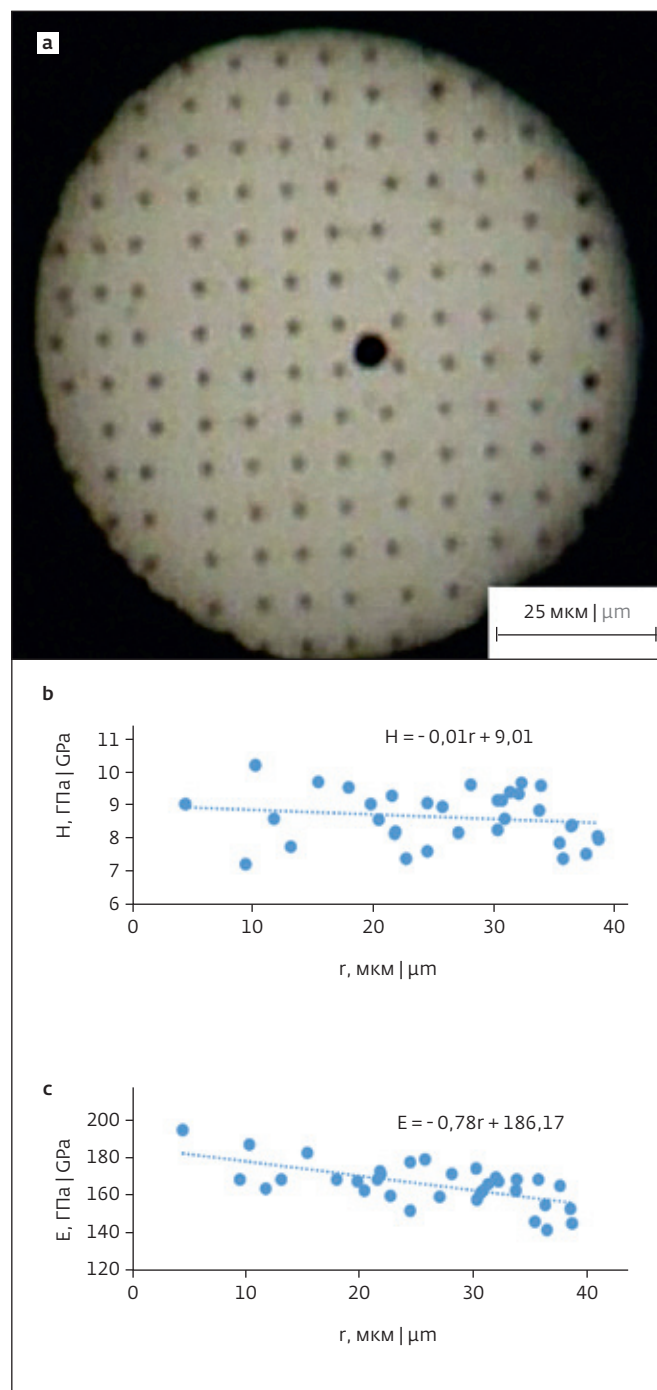 a
25 мкм | µm
b
H = - 0,01r + 9,01
H, ГПа | GPa
11
10
9
8
7
6
0 10 20 30 40
r, мкм | µm
c
E = - 0,78r + 186,17
E, ГПа | GPa
200
180
160
140
120
0 10 20 30 40
r, мкм | µm